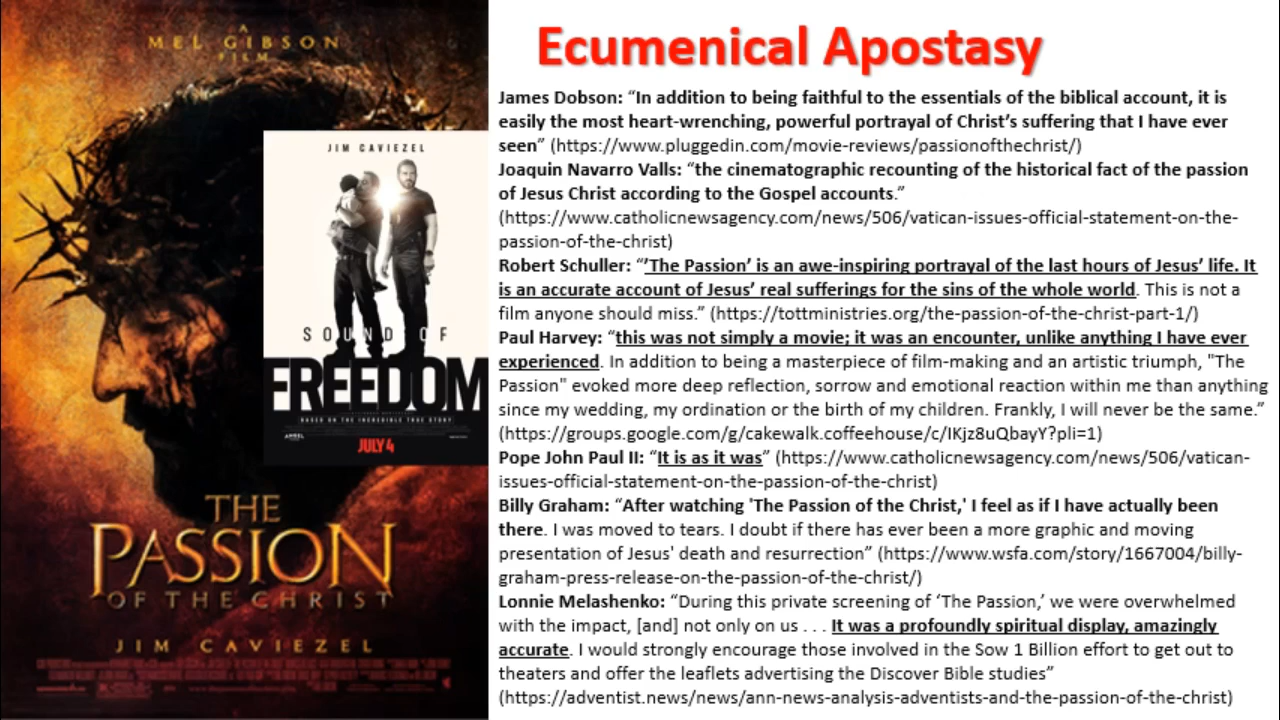 A
MEL GIBSON
FILM
JIM CAVIEZEL
SOUND OF
FREEDOM
BASED ON THE INCREDIBLE TRUE STORY
ANGEL
JULY 4
THE
PASSION
OF THE CHRIST
JIM CAVIEZEL
Ecumenical Apostasy
James Dobson: “In addition to being faithful to the essentials of the biblical account, it is
easily the most heart-wrenching, powerful portrayal of Christ’s suffering that I have ever
seen” (https://www.pluggedin.com/movie-reviews/passionofthechrist/)
Joaquin Navarro Valls: “the cinematographic recounting of the historical fact of the passion
of Jesus Christ according to the Gospel accounts.”
(https://www.catholicnewsagency.com/news/506/vatican-issues-official-statement-on-the-
passion-of-the-christ)
Robert Schuller: “’The Passion’ is an awe-inspiring portrayal of the last hours of Jesus’ life. It
is an accurate account of Jesus’ real sufferings for the sins of the whole world. This is not a
film anyone should miss.” (https://tottministries.org/the-passion-of-the-christ-part-1/)
Paul Harvey: “this was not simply a movie; it was an encounter, unlike anything I have ever
experienced. In addition to being a masterpiece of film-making and an artistic triumph, "The
Passion" evoked more deep reflection, sorrow and emotional reaction within me than anything
since my wedding, my ordination or the birth of my children. Frankly, I will never be the same.”
(https://groups.google.com/g/cakewalk.coffeehouse/c/IKjz8uQbayY?pli=1)
Pope John Paul II: “It is as it was” (https://www.catholicnewsagency.com/news/506/vatican-
issues-official-statement-on-the-passion-of-the-christ)
Billy Graham: “After watching 'The Passion of the Christ,' I feel as if I have actually been
there. I was moved to tears. I doubt if there has ever been a more graphic and moving
presentation of Jesus' death and resurrection” (https://www.wsfa.com/story/1667004/billy-
graham-press-release-on-the-passion-of-the-christ/)
Lonnie Melashenko: “During this private screening of ‘The Passion,’ we were overwhelmed
with the impact, [and] not only on us . . . It was a profoundly spiritual display, amazingly
accurate. I would strongly encourage those involved in the Sow 1 Billion effort to get out to
theaters and offer the leaflets advertising the Discover Bible studies”
(https://adventist.news/news/ann-news-analysis-adventists-and-the-passion-of-the-christ)